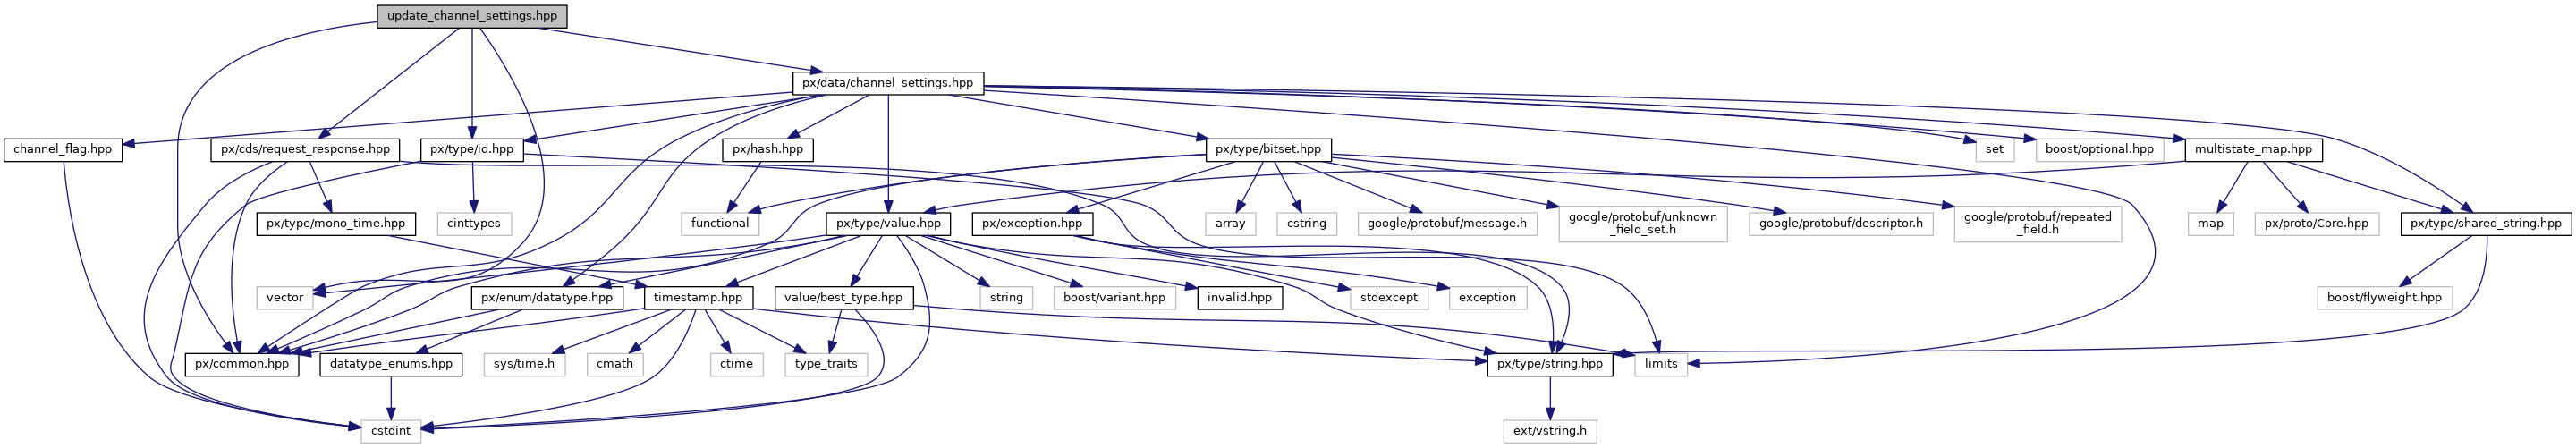 update_channel_settings.hpp
px/data/channel_settings.hpp
channel_flag.hpp
px/cds/request_response.hpp
px/type/id.hpp
px/hash.hpp
px/type/bitset.hpp
set
boost/optional.hpp
multistate_map.hpp
px/type/mono_time.hpp
cinttypes
functional
px/type/value.hpp
px/exception.hpp
array
cstring
google/protobuf/message.h
google/protobuf/unknown
_field_set.h
google/protobuf/descriptor.h
google/protobuf/repeated
_field.h
map
px/proto/Core.hpp
px/type/shared_string.hpp
vector
px/enum/datatype.hpp
timestamp.hpp
value/best_type.hpp
string
boost/variant.hpp
invalid.hpp
stdexcept
exception
boost/flyweight.hpp
px/common.hpp
datatype_enums.hpp
sys/time.h
cmath
ctime
type_traits
px/type/string.hpp
limits
cstdint
ext/vstring.h